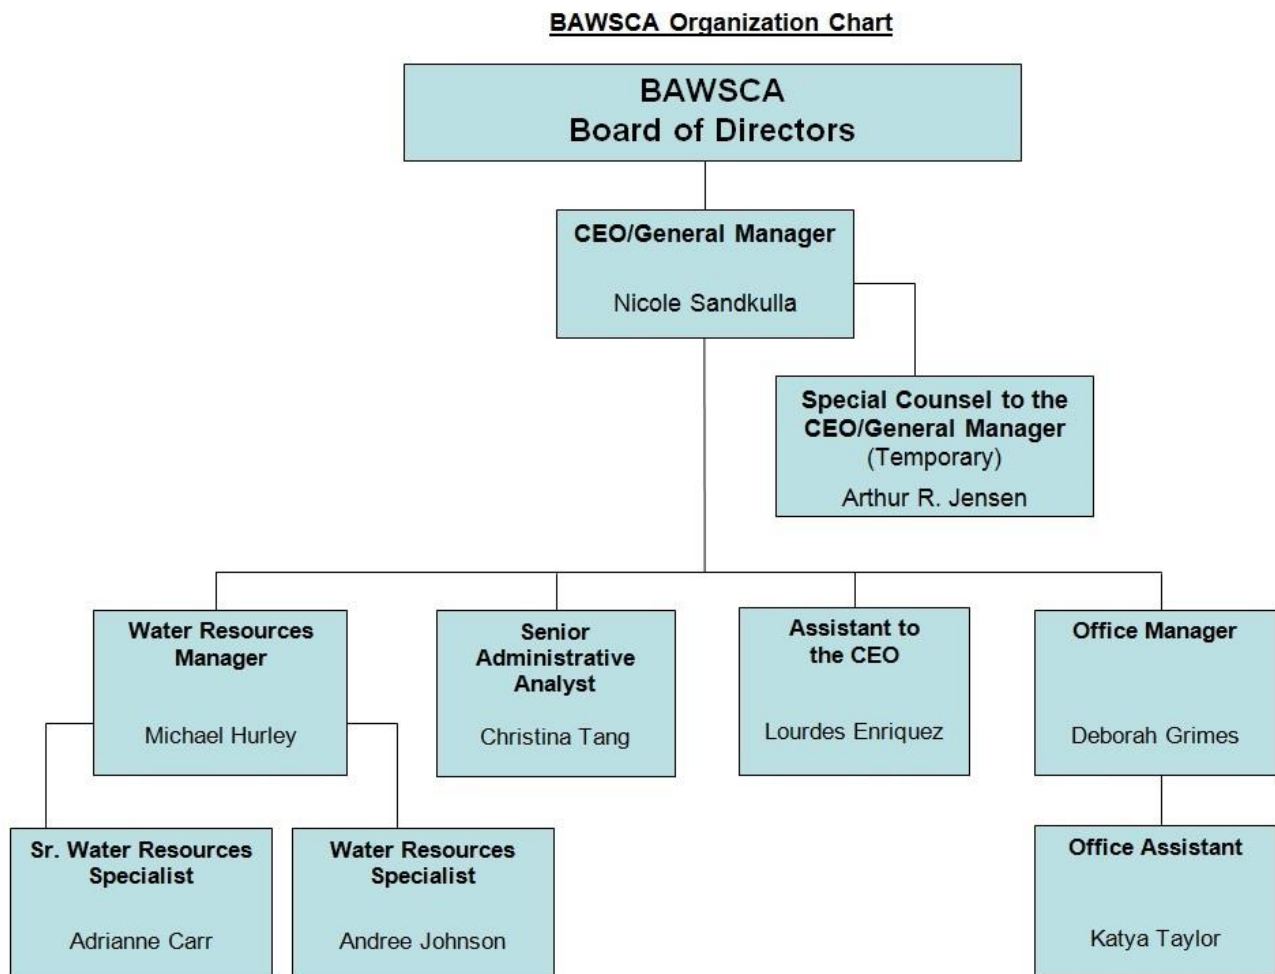 BAWSCA Organization Chart
BAWSCA
Board of Directors
CEO/General Manager
Nicole Sandkulla
Special Counsel to the
CEO/General Manager
(Temporary)
Arthur R. Jensen
Water Resources
Manager
Michael Hurley
Senior
Administrative
Analyst
Christina Tang
Assistant to
the CEO
Lourdes Enriquez
Office Manager
Deborah Grimes
Sr. Water Resources
Specialist
Adrianne Carr
Water Resources
Specialist
Andree Johnson
Office Assistant
Katya Taylor